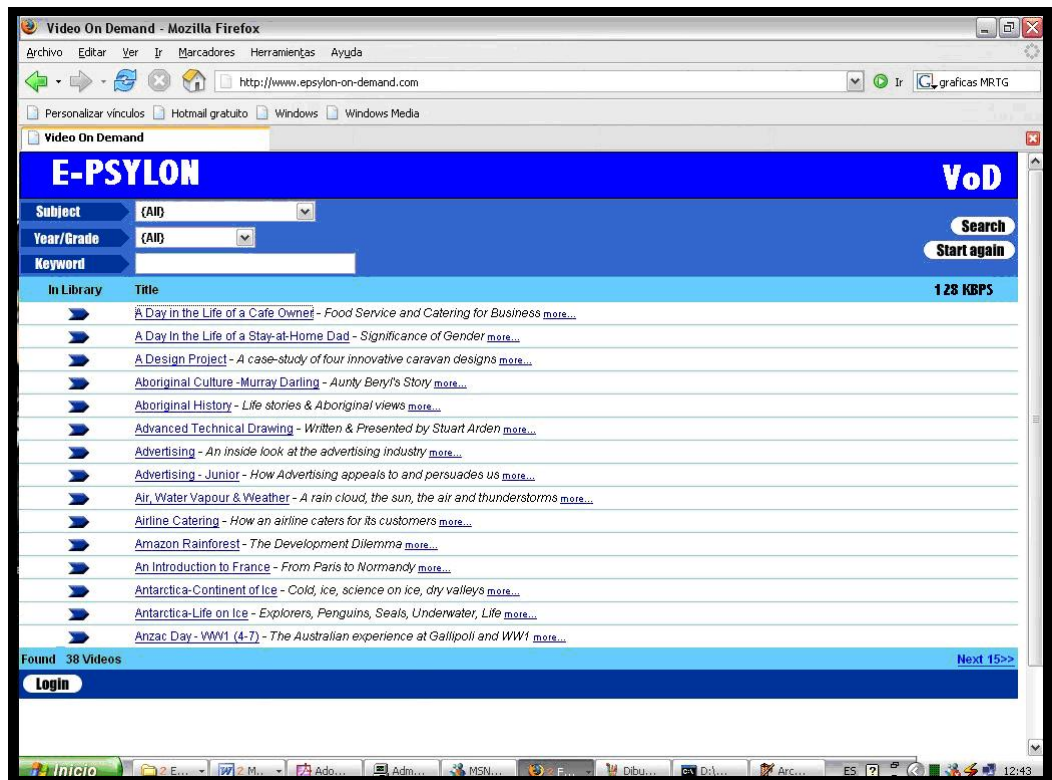 Video On Demand - Mozilla Firefox
Archivo Editar Ver Ir Marcadores Herramientas Ayuda
http://www.epsylon-on-demand.com Ir G graficas MRTG
Personalizar vínculos Hotmail gratuito Windows Windows Media
Video On Demand
E-PSYLON VoD
Subject {All}
Search
Year/Grade {All}
Start again
Keyword
In Library Title 128 KBPS
A Day in the Life of a Cafe Owner - Food Service and Catering for Business more...
A Day In the Life of a Stay-at-Home Dad - Significance of Gender more...
A Design Project - A case-study of four innovative caravan designs more...
Aboriginal Culture -Murray Darling - Aunty Beryl's Story more...
Aboriginal History - Life stories & Aboriginal views more...
Advanced Technical Drawing - Written & Presented by Stuart Arden more...
Advertising - An inside look at the advertising industry more...
Advertising - Junior - How Advertising appeals to and persuades us more...
Air, Water Vapour & Weather - A rain cloud, the sun, the air and thunderstorms more...
Airline Catering - How an airline caters for its customers more...
Amazon Rainforest - The Development Dilemma more...
An Introduction to France - From Paris to Normandy more...
Antarctica-Continent of Ice - Cold, ice, science on ice, dry valleys more...
Antarctica-Life on Ice - Explorers, Penguins, Seals, Underwater, Life more...
Anzac Day - WW1 (4-7) - The Australian experience at Gallipoli and WW1 more...
Found 38 Videos Next 15>>
Login
Inicio 2 E... 2 M... Ado... Adm... MSN... 2 F... Dibu... D:\... Arc... ES 12:43